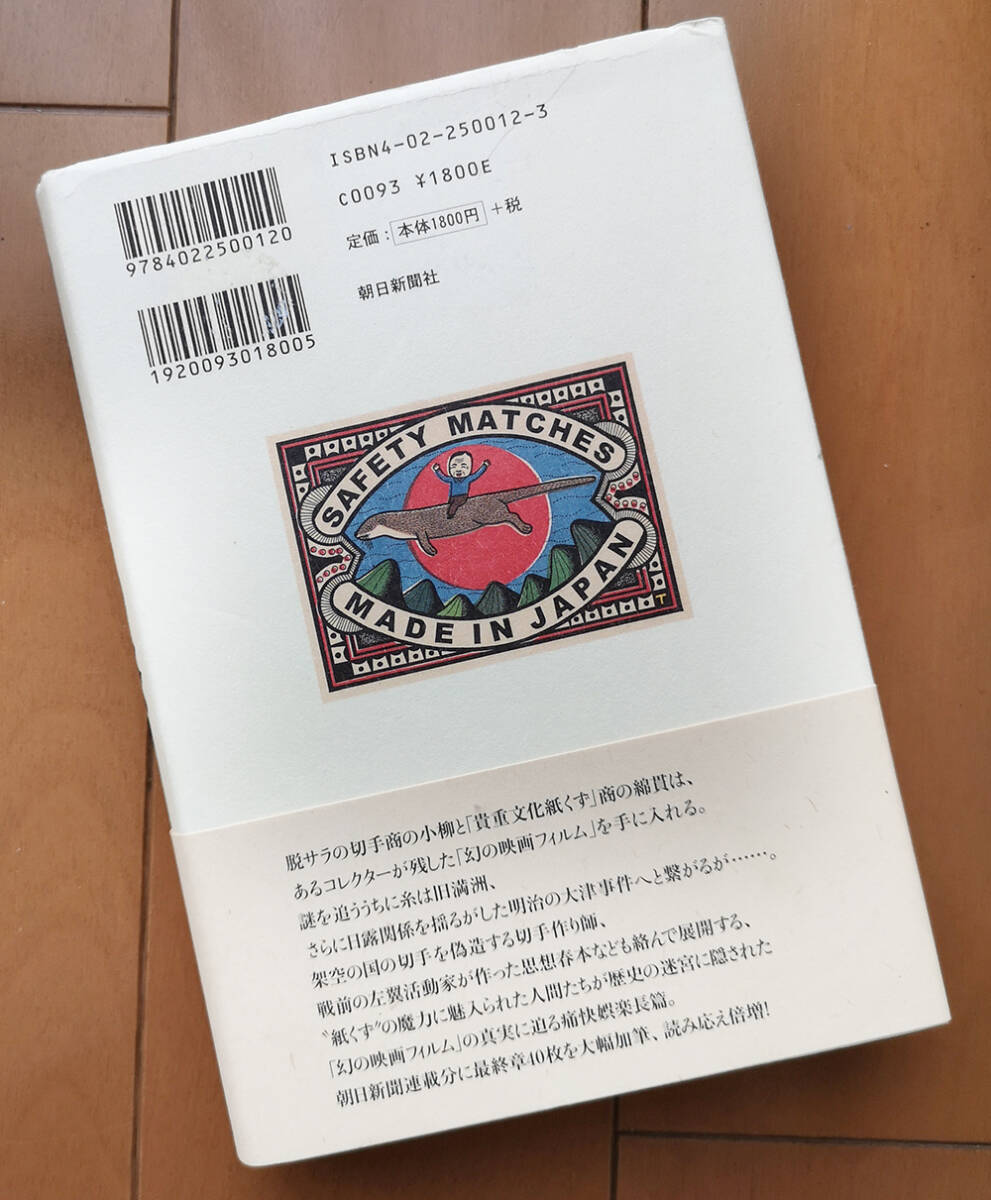 ISBN4-02-250012-3
C0093 ¥1800E
定価：本体1800円+税
朝日新聞社
9784022500120
1920093018005
SAFETY MATCHES
MADE IN JAPAN
T
脱サラの切手商の小柳と「貴重文化紙くず」商の綿貫は、
あるコレクターが残した「幻の映画フィルム」を手に入れる。
謎を追ううちに糸は旧満洲、
さらに日露関係を揺るがした明治の大津事件へと繋がるが……。
架空の国の切手を偽造する切手作り師、
戦前の左翼活動家が作った思想春本なども絡んで展開する、
〝紙くず〟の魔力に魅入られた人間たちが歴史の迷宮に隠された
「幻の映画フィルム」の真実に迫る痛快娯楽長篇。
朝日新聞連載分に最終章40枚を大幅加筆、読み応え倍増!